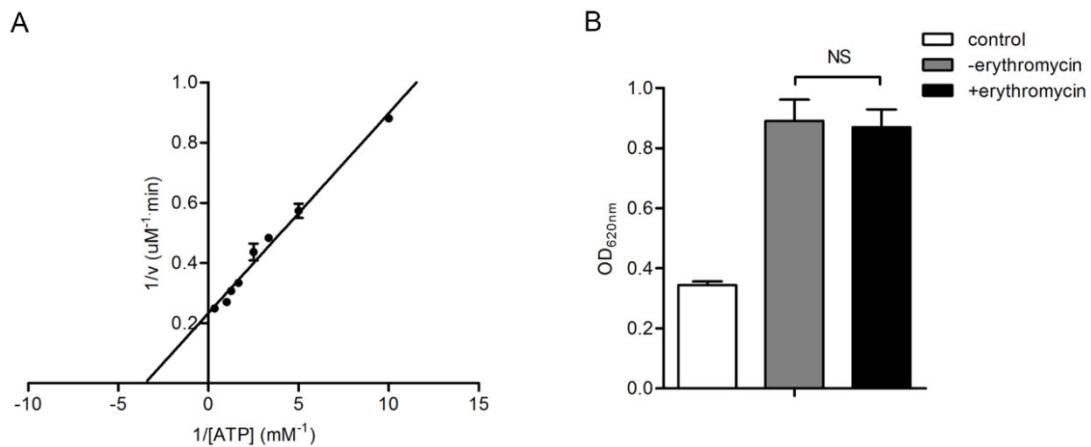 A
1.0
0.8
0.6
0.4
0.2
-10
-5
0
5
10
15
1/v (uM⁻¹·min)
1/[ATP] (mM⁻¹)
B
control
-erythromycin
+erythromycin
NS
1.0
0.8
0.6
0.4
0.2
0.0
OD₆₂₀ₙₘ